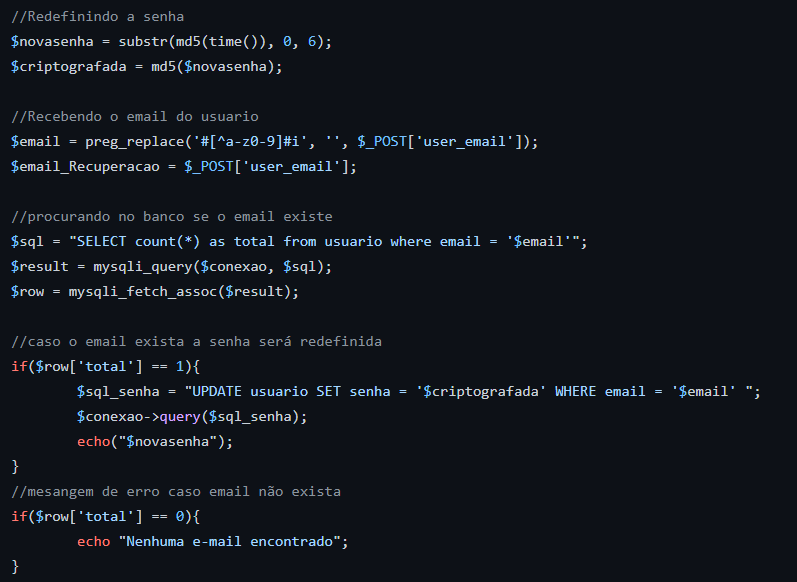 //Redefinindo a senha
$novasenha = substr(md5(time()), 0, 6);
$criptografada = md5($novasenha);
//Recebendo o email do usuario
$email = preg_replace('#[^a-z0-9]#i', '', $_POST['user_email']);
$email_Recuperacao = $_POST['user_email'];
//procurando no banco se o email existe
$sql = "SELECT count(*) as total from usuario where email = '$email'";
$result = mysqli_query($conexao, $sql);
$row = mysqli_fetch_assoc($result);
//caso o email exista a senha será redefinida
if($row['total'] == 1){
        $sql_senha = "UPDATE usuario SET senha = '$criptografada' WHERE email = '$email' ";
        $conexao->query($sql_senha);
        echo("$novasenha");
}
//mesangem de erro caso email não exista
if($row['total'] == 0){
        echo "Nenhuma e-mail encontrado";
}